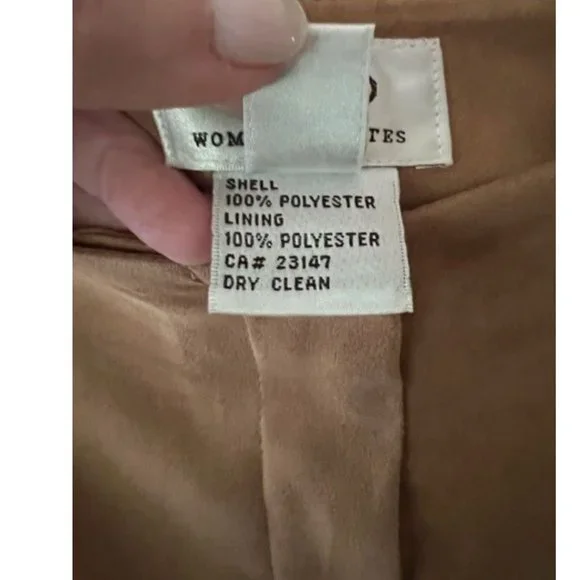 SHELL
100% POLYESTER
LINING
100% POLYESTER
CA# 23147
DRY CLEAN